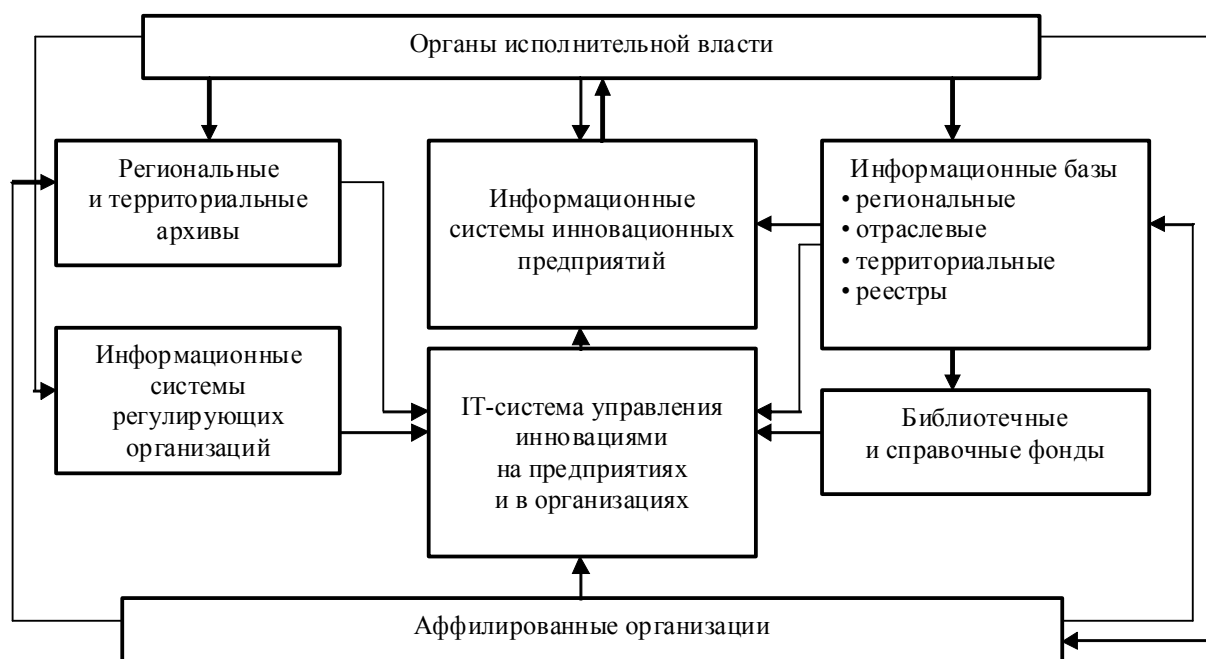 Органы исполнительной власти
Региональные
и территориальные
архивы
Информационные
системы инновационных
предприятий
Информационные базы
• региональные
• отраслевые
• территориальные
• реестры
Информационные
системы
регулирующих
организаций
IT-система управления
инновациями
на предприятиях
и в организациях
Библиотечные
и справочные фонды
Аффилированные организации